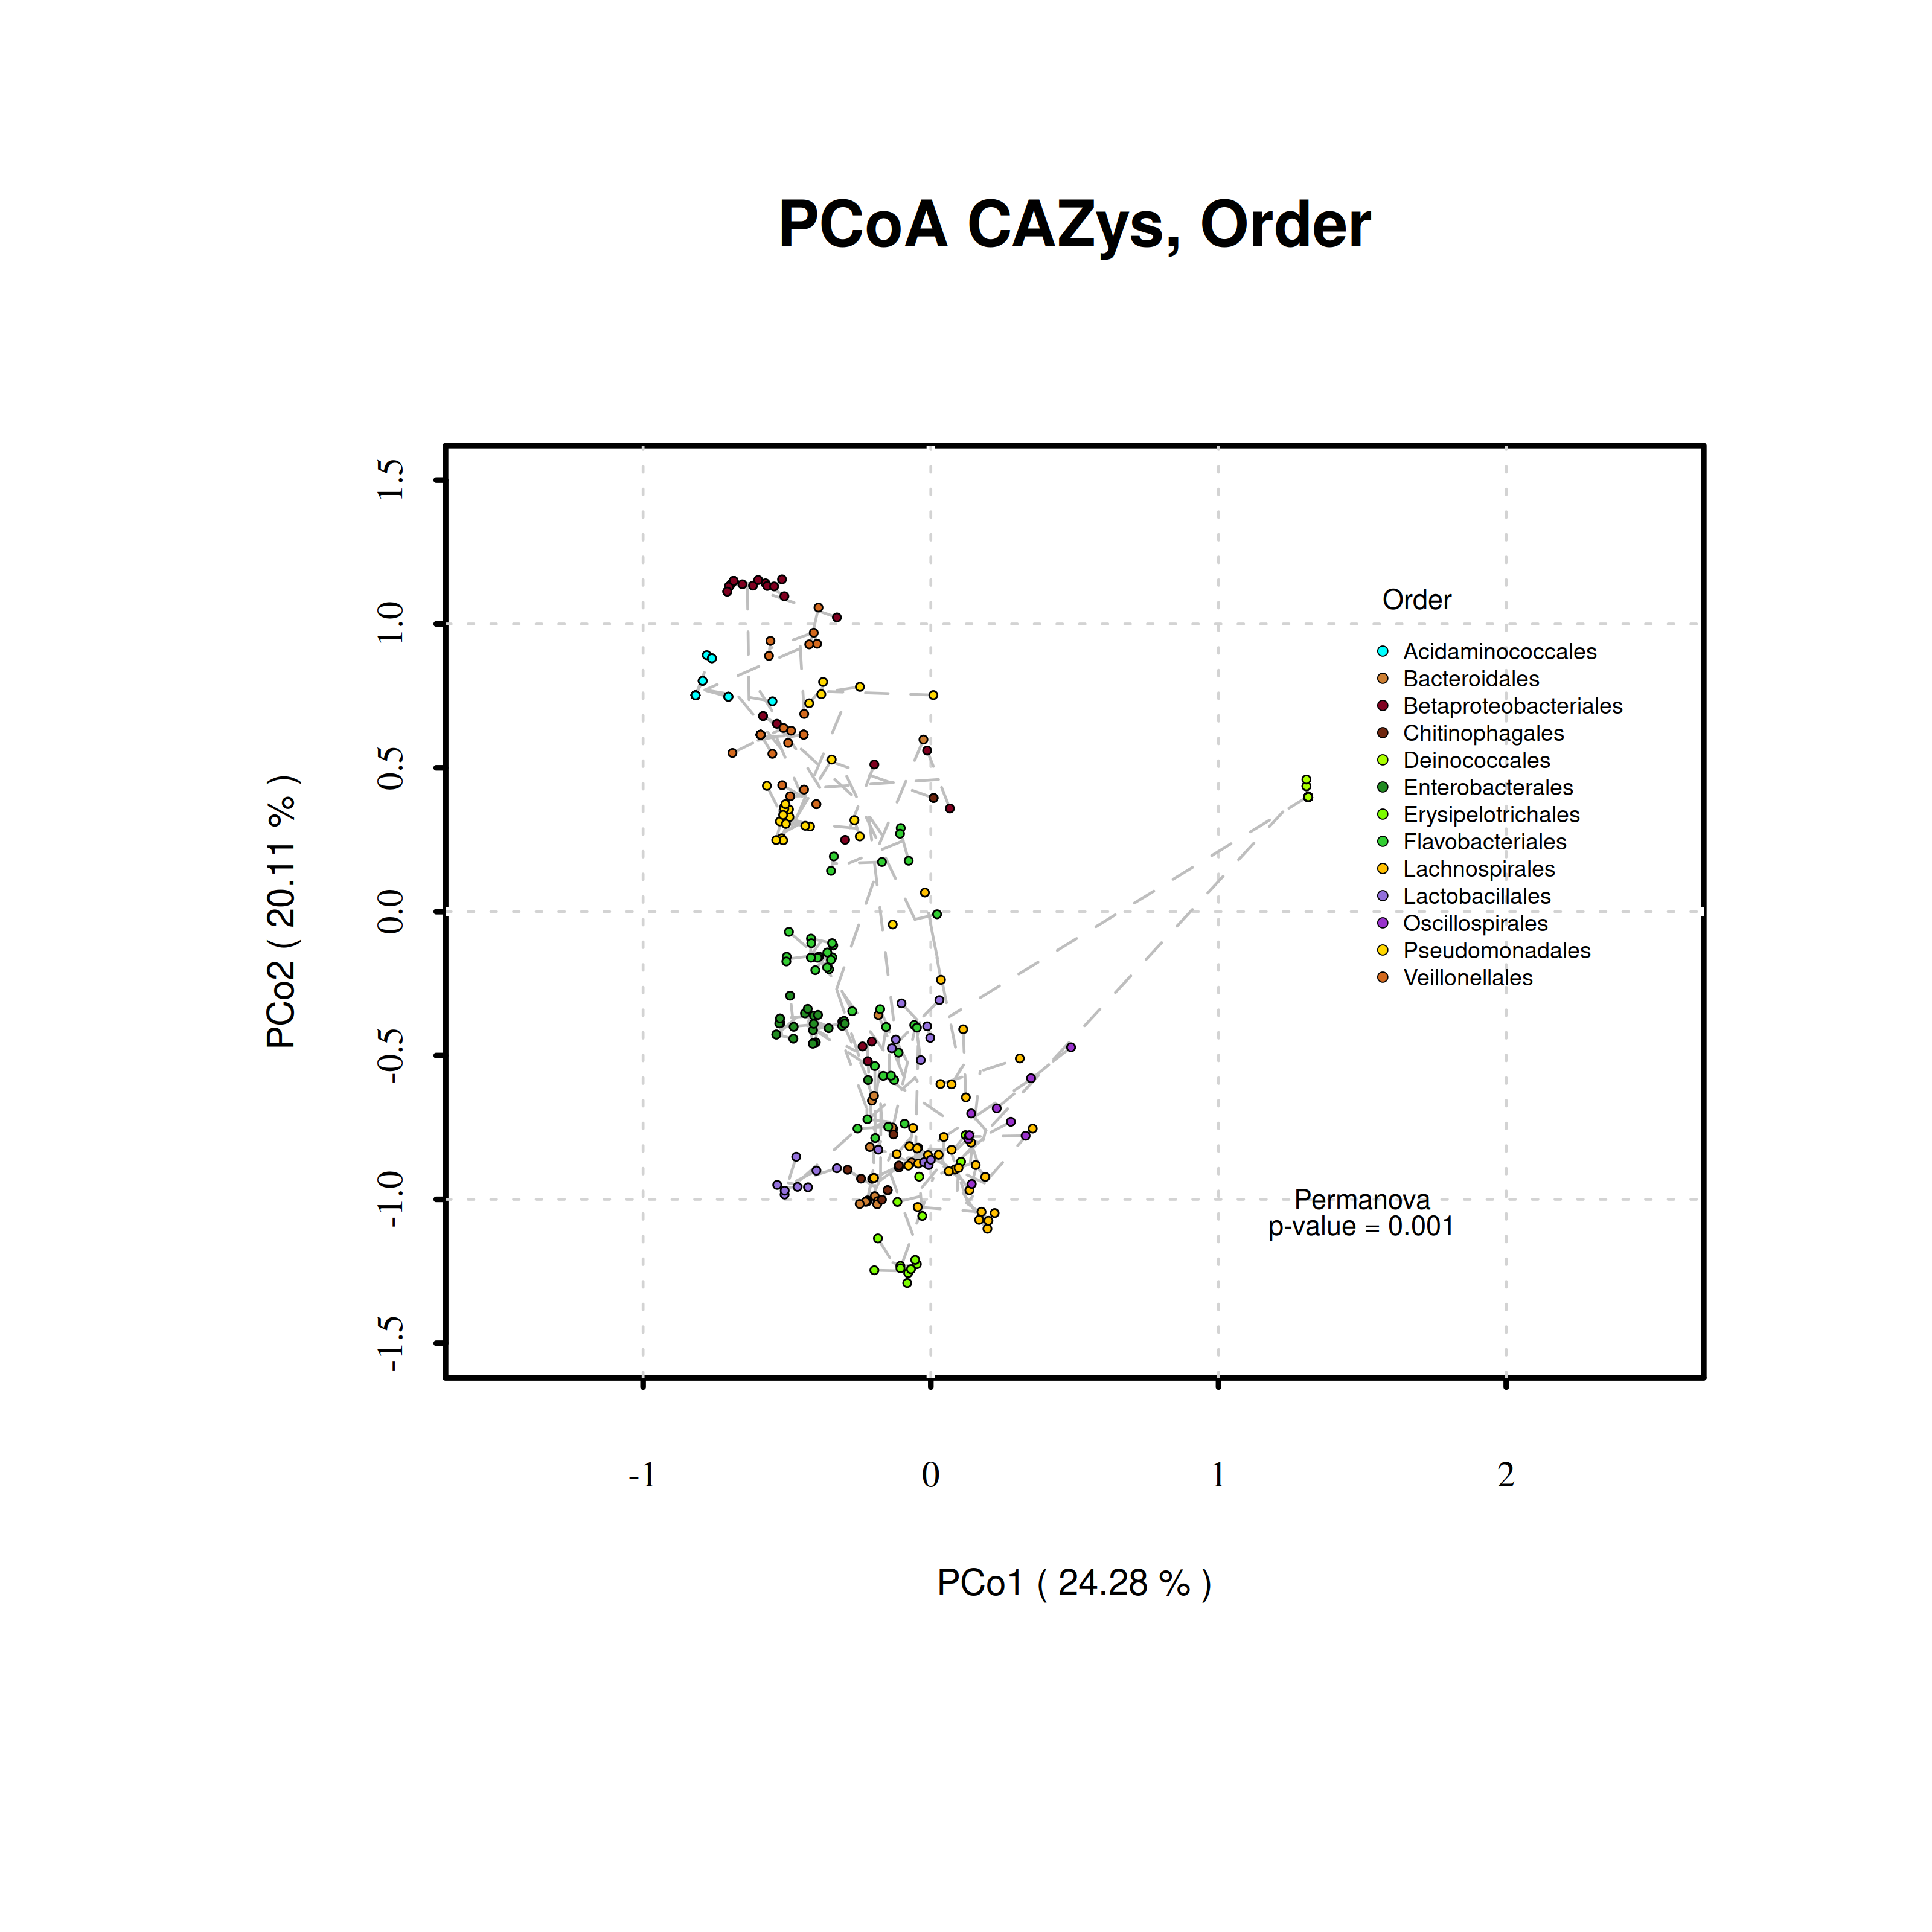 PCoA CAZys, Order
1.5
1.0
0.5
0.0
-0.5
-1.0
-1.5
PCo2 ( 20.11 % )
Order
Acidaminococcales
Bacteroidales
Betaproteobacteriales
Chitinophagales
Deinococcales
Enterobacterales
Erysipelotrichales
Flavobacteriales
Lachnospirales
Lactobacillales
Oscillospirales
Pseudomonadales
Veillonellales
Permanova
p-value = 0.001
-1 0 1 2
PCo1 ( 24.28 % )